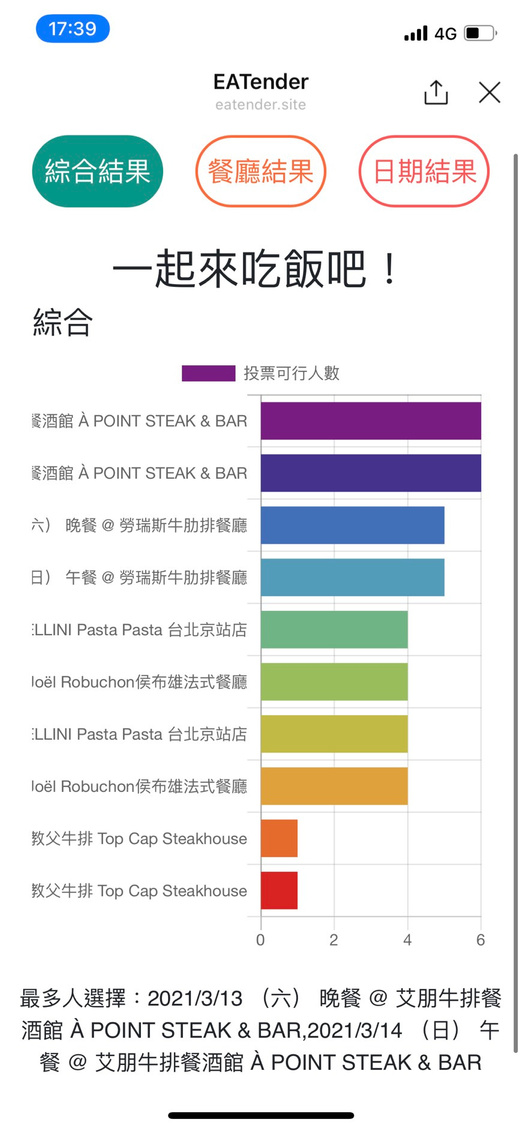 17:39
4G
EATender
eatender.site
綜合結果 餐廳結果 日期結果
一起來吃飯吧！
綜合
投票可行人數
酒館 À POINT STEAK & BAR
酒館 À POINT STEAK & BAR
六） 晚餐 @ 勞瑞斯牛肋排餐廳
日） 午餐 @ 勞瑞斯牛肋排餐廳
ELLINI Pasta Pasta 台北京站店
Joël Robuchon侯布雄法式餐廳
ELLINI Pasta Pasta 台北京站店
Joël Robuchon侯布雄法式餐廳
教父牛排 Top Cap Steakhouse
教父牛排 Top Cap Steakhouse
0 2 4 6
最多人選擇：2021/3/13 （六） 晚餐 @ 艾朋牛排餐
酒館 À POINT STEAK & BAR,2021/3/14 （日） 午
餐 @ 艾朋牛排餐酒館 À POINT STEAK & BAR